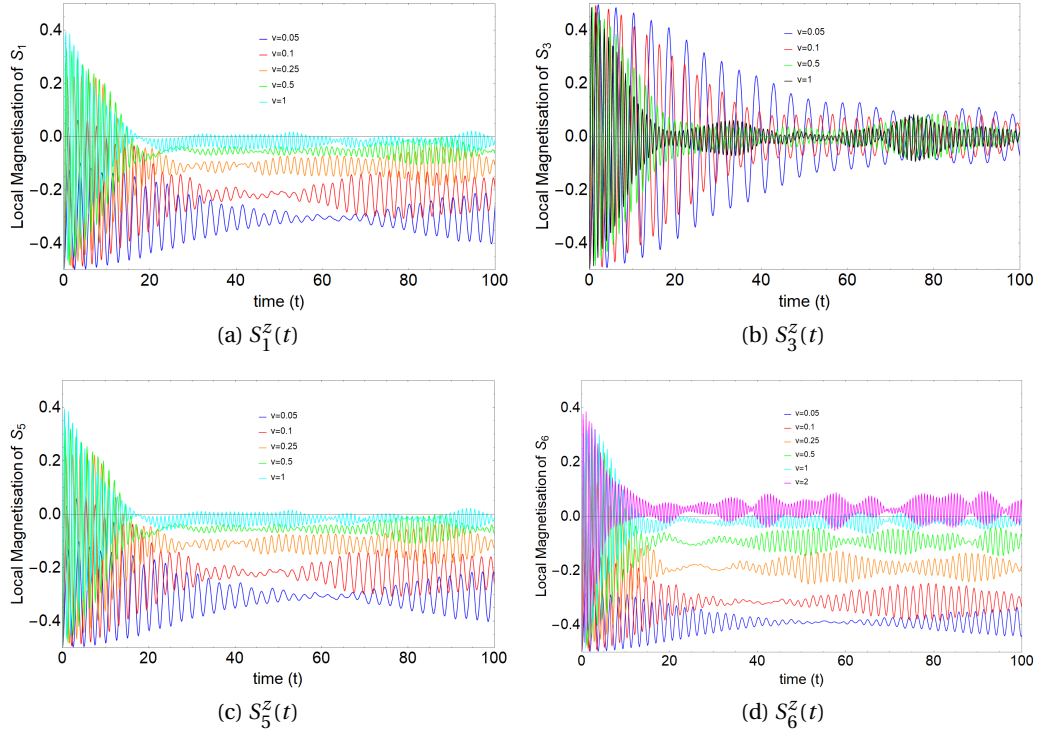 Local Magnetisation of S1
0.4
0.2
0.0
−0.2
−0.4
v=0.05
v=0.1
v=0.25
v=0.5
v=1
0 20 40 60 80 100
time (t)
(a) S1^z(t)
Local Magnetisation of S3
0.4
0.2
0.0
−0.2
−0.4
v=0.05
v=0.1
v=0.5
v=1
0 20 40 60 80 100
time (t)
(b) S3^z(t)
Local Magnetisation of S5
0.4
0.2
0.0
−0.2
−0.4
v=0.05
v=0.1
v=0.25
v=0.5
v=1
0 20 40 60 80 100
time (t)
(c) S5^z(t)
Local Magnetisation of S6
0.4
0.2
0.0
−0.2
−0.4
v=0.05
v=0.1
v=0.25
v=0.5
v=1
v=2
0 20 40 60 80 100
time (t)
(d) S6^z(t)